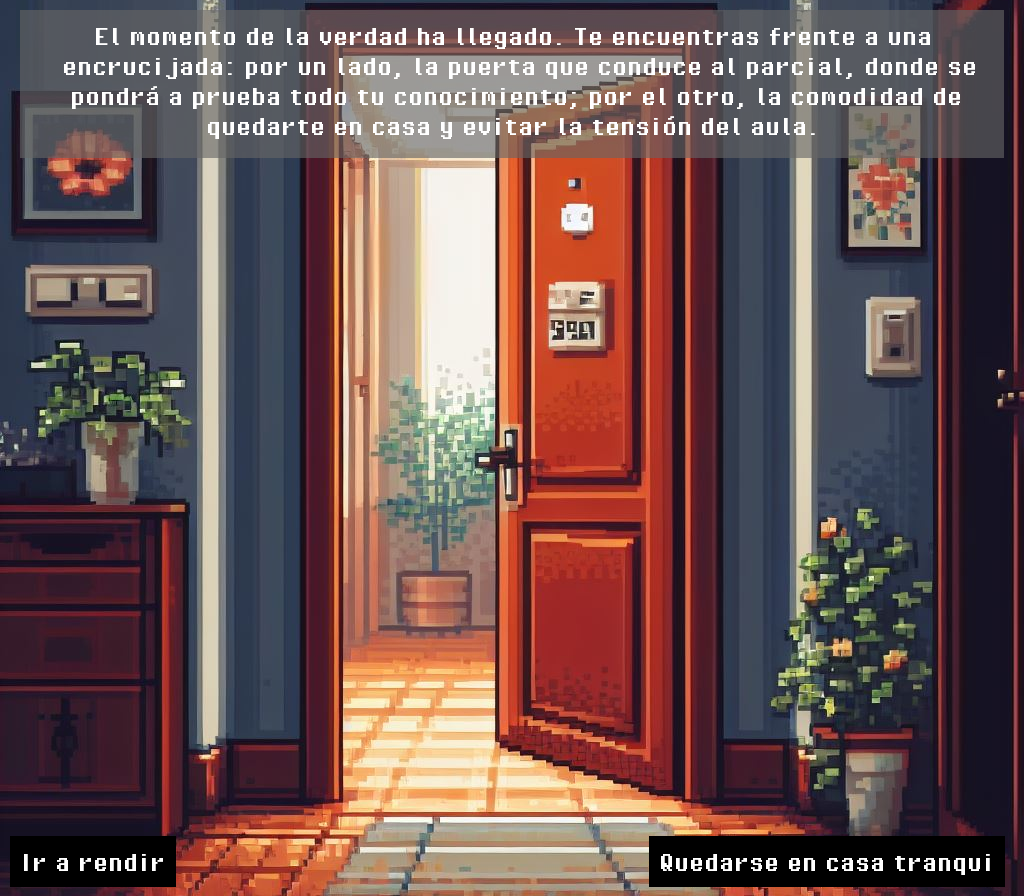 El momento de la verdad ha llegado. Te encuentras frente a una
encrucijada: por un lado, la puerta que conduce al parcial, donde se
pondrá a prueba todo tu conocimiento; por el otro, la comodidad de
quedarte en casa y evitar la tensión del aula.
Ir a rendir
Quedarse en casa tranqui